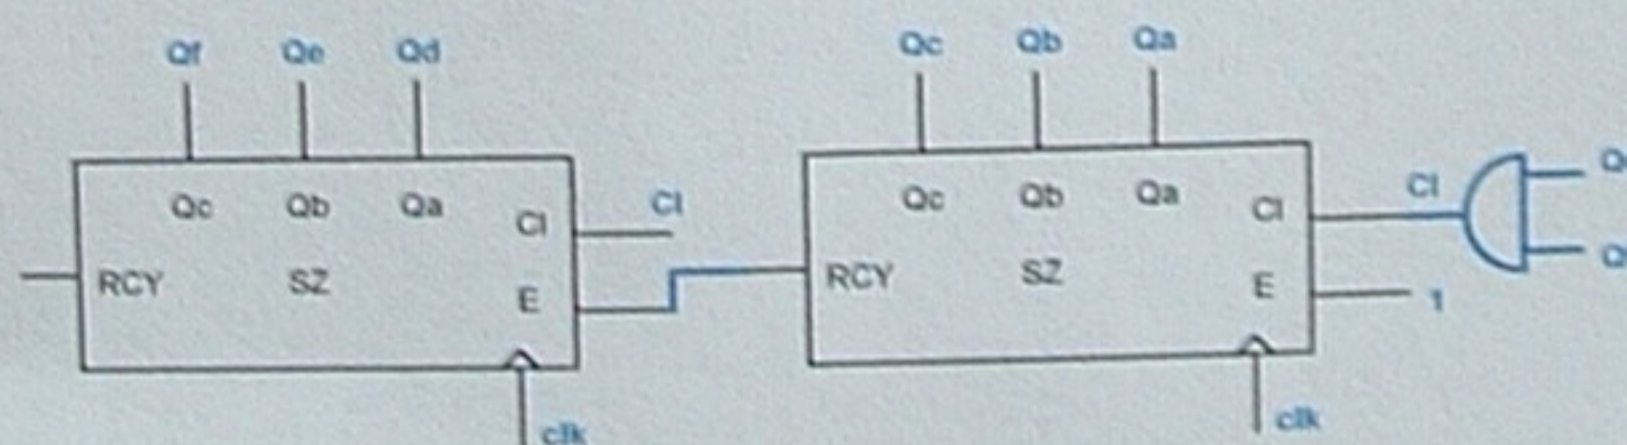 Qf Qe Qd
Qc Qb Qa
Qc Qb Qa CI
CI
Qc Qb Qa CI
CI
RCY SZ E
RCY SZ E
1
clk
clk